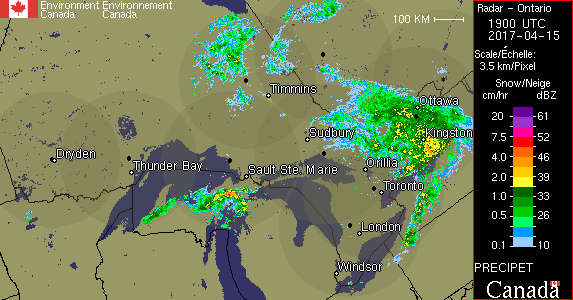 Environment Environnement
Canada Canada
100 KM
Timmins
Ottawa
Sudbury
Kingston
Dryden
Thunder Bay
Sault Ste. Marie
Orillia
Toronto
London
Windsor
Radar - Ontario
1900 UTC
2017-04-15
Scale/Échelle:
3.5 km/Pixel
Snow/Neige
cm/hr dBZ
20 61
7.5 57
5.0 52
4.0 46
2.0 39
1.0 33
0.5 26
0.1 10
PRECIPET
Canada